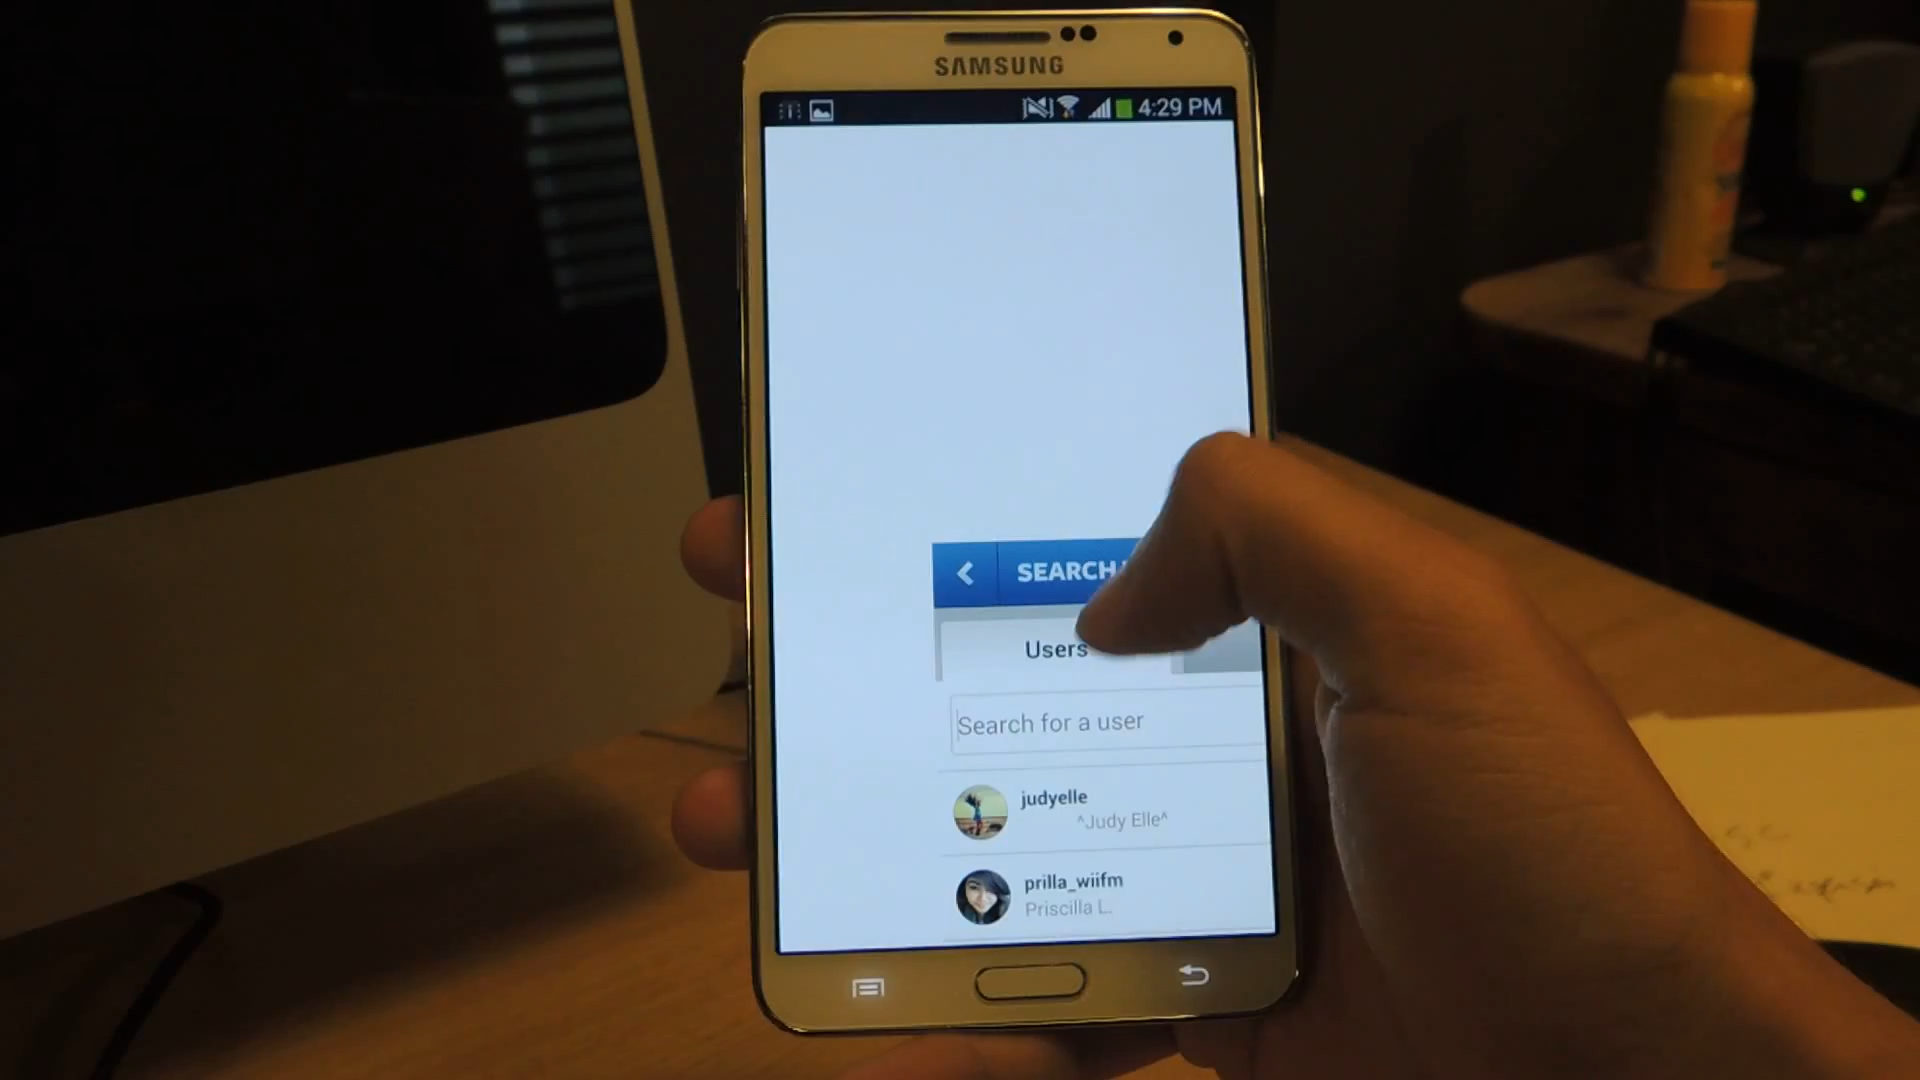 SAMSUNG
4:29 PM
SEARCH
Users
Search for a user
judyelle
^Judy Elle^
prilla_wiifm
Priscilla L.